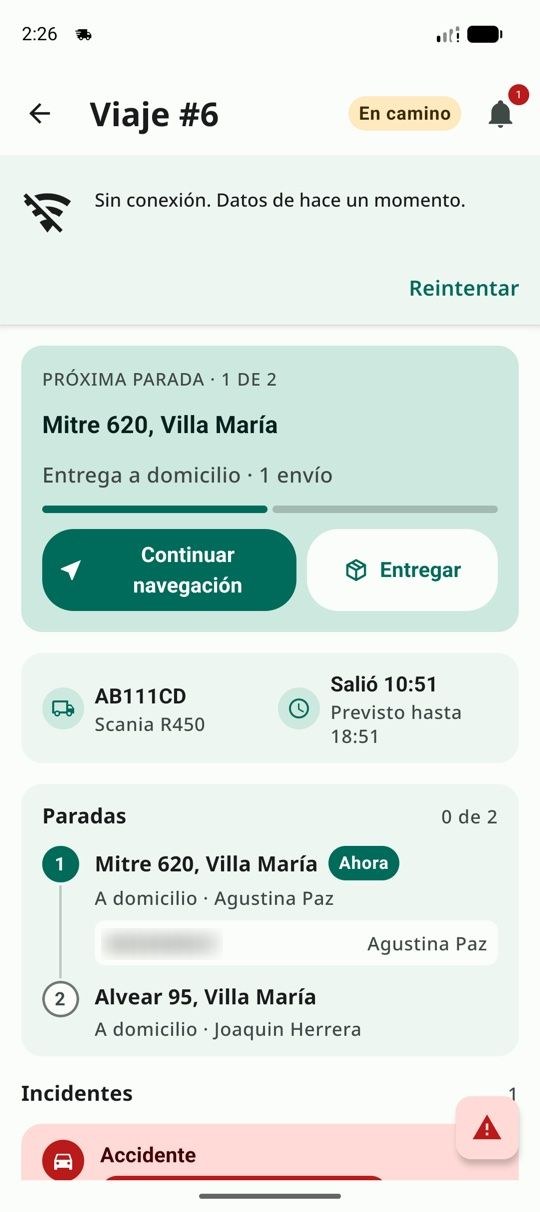 2:26
Viaje #6
En camino
1
Sin conexión. Datos de hace un momento.
Reintentar
PRÓXIMA PARADA · 1 DE 2
Mitre 620, Villa María
Entrega a domicilio · 1 envío
Continuar
navegación
Entregar
AB111CD
Scania R450
Salió 10:51
Previsto hasta
18:51
Paradas
0 de 2
1
Mitre 620, Villa María
Ahora
A domicilio · Agustina Paz
Agustina Paz
2
Alvear 95, Villa María
A domicilio · Joaquin Herrera
Incidentes
1
Accidente